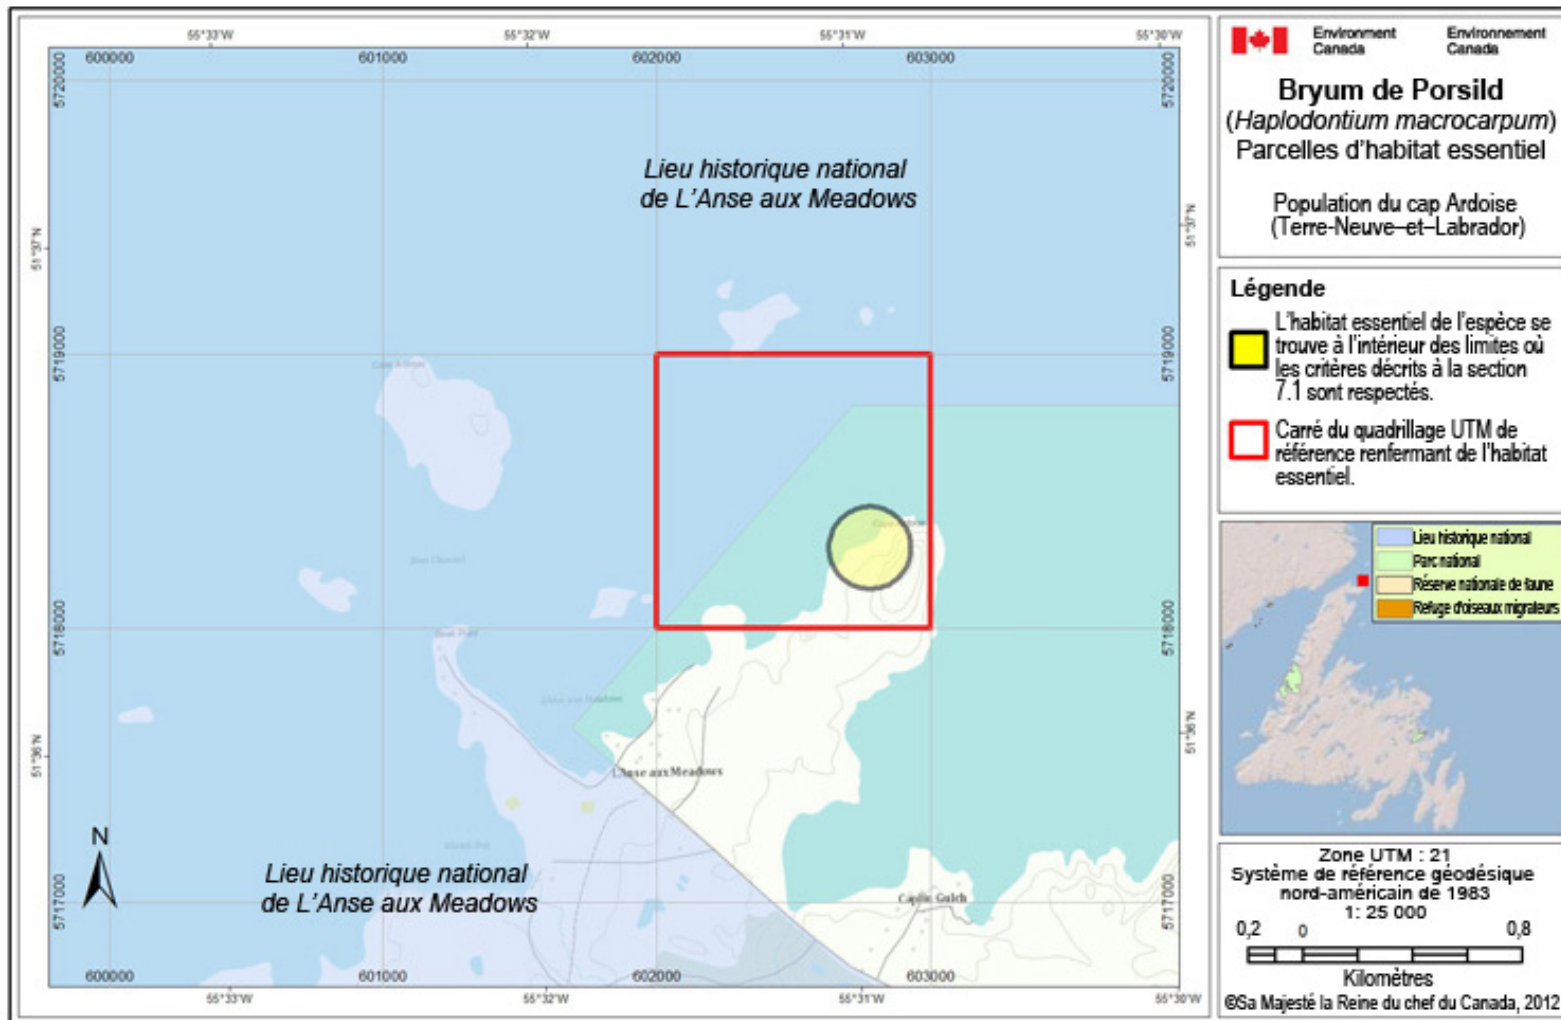 55°33'W
55°32'W
55°31'W
55°30'W
600000
601000
602000
603000
5720000
5720000
Lieu historique national
de L'Anse aux Meadows
51°37'N
51°37'N
5719000
5719000
5718000
5718000
51°36'N
51°36'N
L'Anse aux Meadows
N
Lieu historique national
de L'Anse aux Meadows
5717000
5717000
Caplin Gulch
600000
601000
602000
603000
55°33'W
55°32'W
55°31'W
55°30'W
Environment
Canada
Environnement
Canada
Bryum de Porsild
(Haplodontium macrocarpum)
Parcelles d'habitat essentiel
Population du cap Ardoise
(Terre-Neuve–et–Labrador)
Légende
L'habitat essentiel de l'espèce se
trouve à l'intérieur des limites où
les critères décrits à la section
7.1 sont respectés.
Carré du quadrillage UTM de
référence renfermant de l'habitat
essentiel.
Lieu historique national
Parc national
Réserve nationale de faune
Refuge d'oiseaux migrateurs
Zone UTM : 21
Système de référence géodésique
nord-américain de 1983
1: 25 000
0,2 0 0,8
Kilomètres
©Sa Majesté la Reine du chef du Canada, 2012